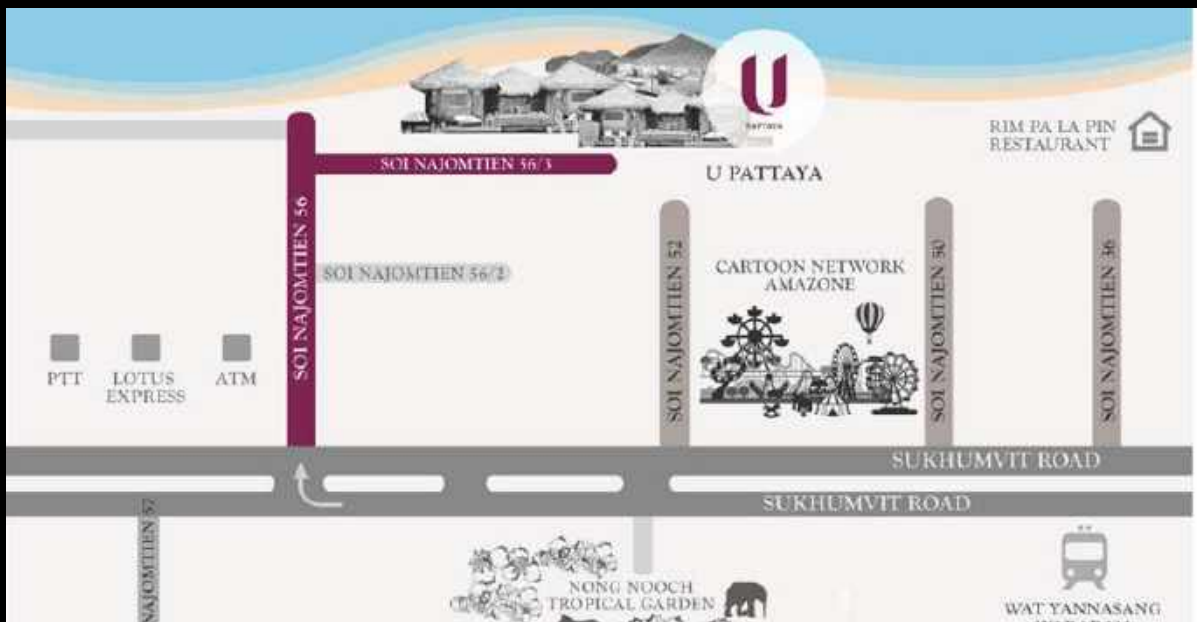 U
PATTAYA
RIM PA LA PIN
RESTAURANT
SOI NAJOMTIEN 56/3
U PATTAYA
SOI NAJOMTIEN 56
SOI NAJOMTIEN 52
SOI NAJOMTIEN 50
SOI NAJOMTIEN 36
SOI NAJOMTIEN 56/2
CARTOON NETWORK
AMAZONE
PTT
LOTUS
EXPRESS
ATM
SUKHUMVIT ROAD
SUKHUMVIT ROAD
NAJOMTIEN 57
NONG NOOCH
TROPICAL GARDEN
WAT YANNASANG